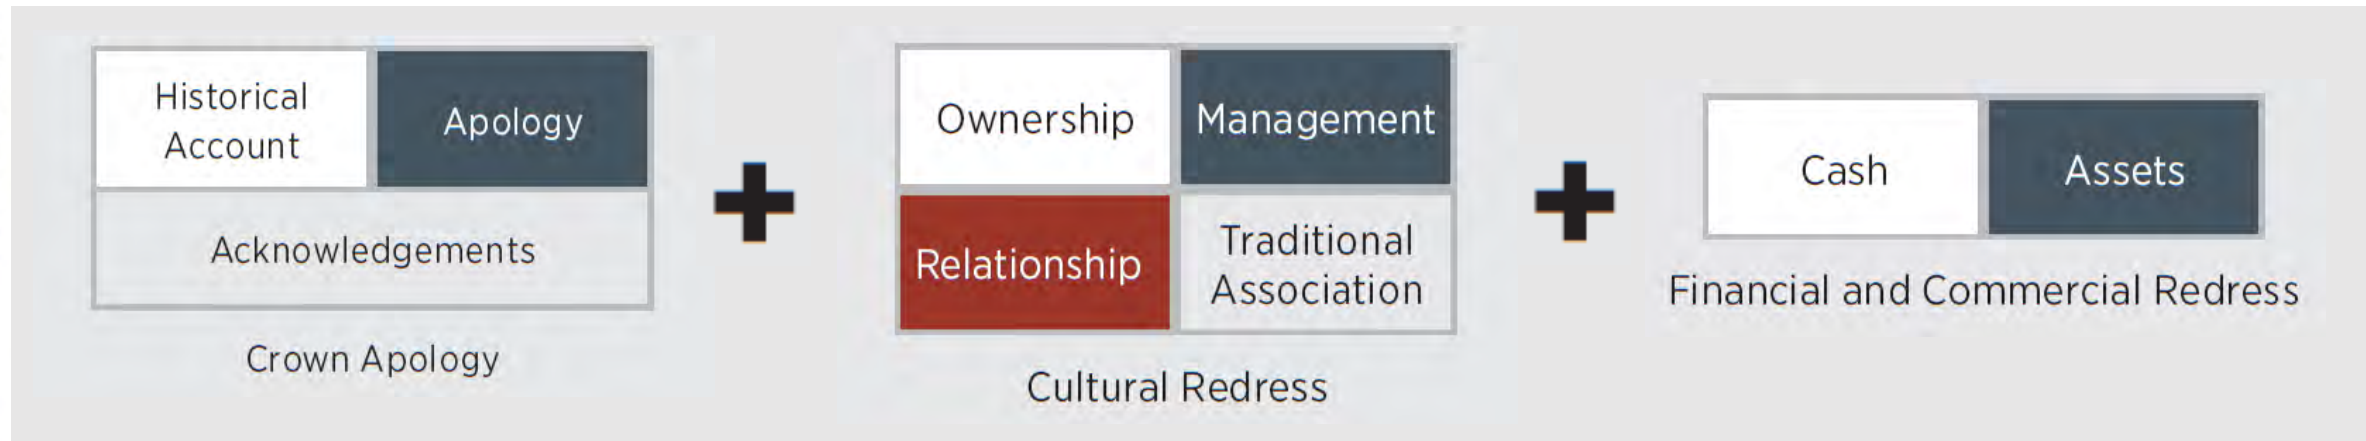 Historical
Account
Apology
Acknowledgements
Crown Apology
Ownership
Management
Relationship
Traditional
Association
Cultural Redress
Cash
Assets
Financial and Commercial Redress